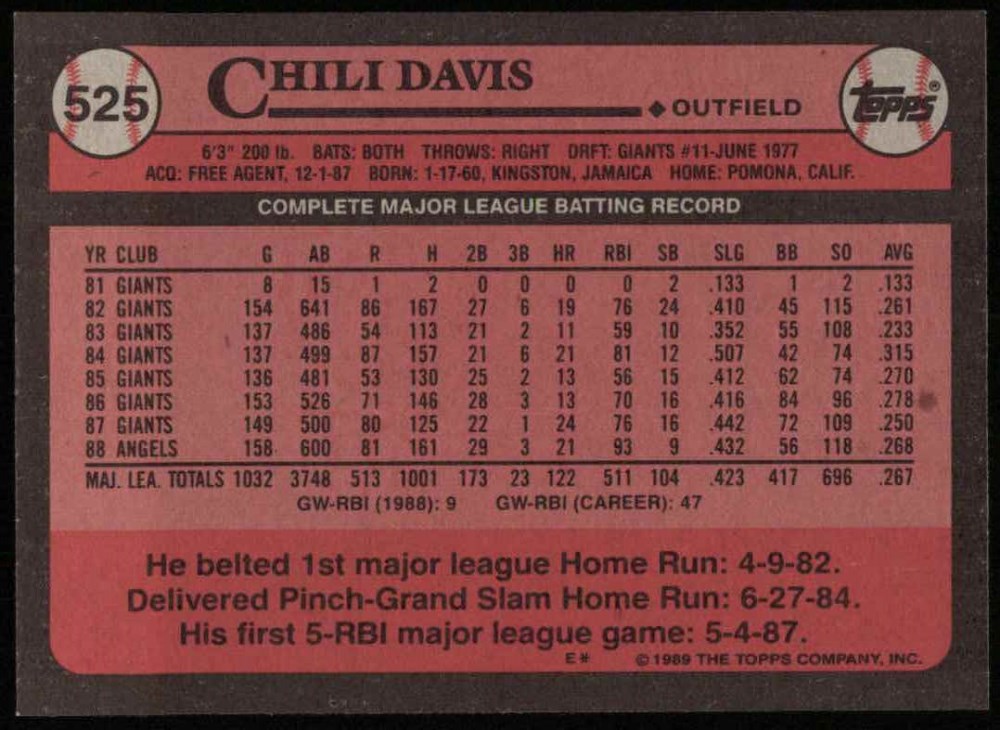 525
CHILI DAVIS
◆ OUTFIELD
Topps®
6'3" 200 lb. BATS: BOTH THROWS: RIGHT DRFT: GIANTS #11-JUNE 1977
ACQ: FREE AGENT, 12-1-87 BORN: 1-17-60, KINGSTON, JAMAICA HOME: POMONA, CALIF.
COMPLETE MAJOR LEAGUE BATTING RECORD
YR CLUB G AB R H 2B 3B HR RBI SB SLG BB SO AVG
81 GIANTS 8 15 1 2 0 0 0 0 2 .133 1 2 .133
82 GIANTS 154 641 86 167 27 6 19 76 24 .410 45 115 .261
83 GIANTS 137 486 54 113 21 2 11 59 10 .352 55 108 .233
84 GIANTS 137 499 87 157 21 6 21 81 12 .507 42 74 .315
85 GIANTS 136 481 53 130 25 2 13 56 15 .412 62 74 .270
86 GIANTS 153 526 71 146 28 3 13 70 16 .416 84 96 .278
87 GIANTS 149 500 80 125 22 1 24 76 16 .442 72 109 .250
88 ANGELS 158 600 81 161 29 3 21 93 9 .432 56 118 .268
MAJ. LEA. TOTALS 1032 3748 513 1001 173 23 122 511 104 .423 417 696 .267
GW-RBI (1988): 9 GW-RBI (CAREER): 47
He belted 1st major league Home Run: 4-9-82.
Delivered Pinch-Grand Slam Home Run: 6-27-84.
His first 5-RBI major league game: 5-4-87.
E* © 1989 THE TOPPS COMPANY, INC.